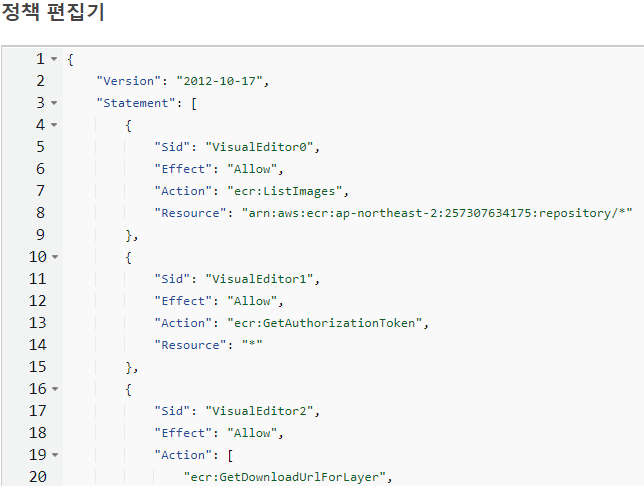 정책 편집기
1 {
2 "Version": "2012-10-17",
3 "Statement": [
4 {
5 "Sid": "VisualEditor0",
6 "Effect": "Allow",
7 "Action": "ecr:ListImages",
8 "Resource": "arn:aws:ecr:ap-northeast-2:257307634175:repository/*"
9 },
10 {
11 "Sid": "VisualEditor1",
12 "Effect": "Allow",
13 "Action": "ecr:GetAuthorizationToken",
14 "Resource": "*"
15 },
16 {
17 "Sid": "VisualEditor2",
18 "Effect": "Allow",
19 "Action": [
20 "ecr:GetDownloadUrlForLayer",